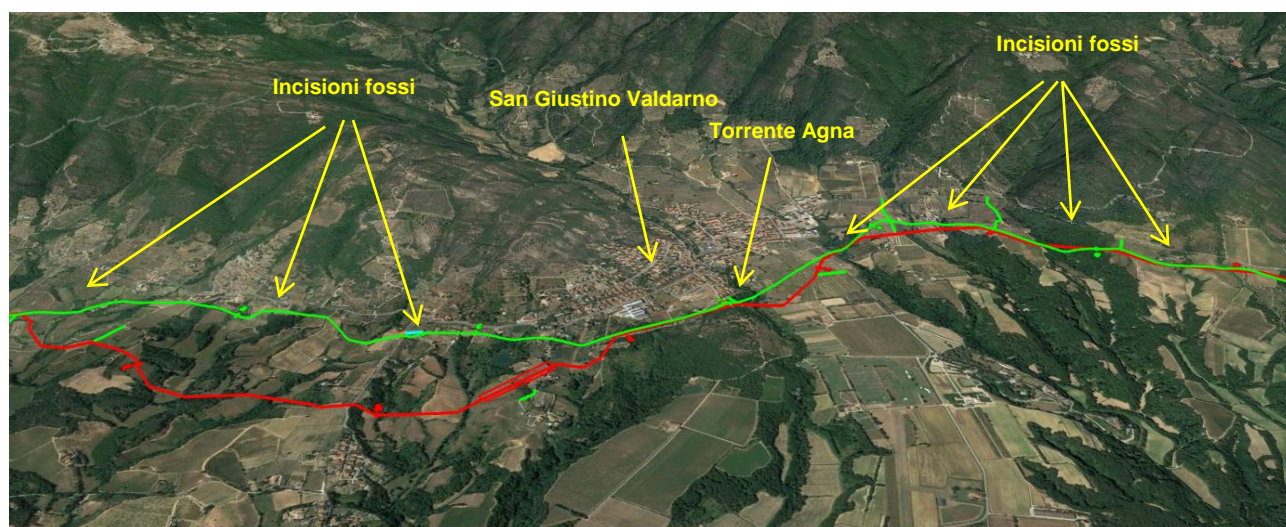 Incisioni fossi
Incisioni fossi
San Giustino Valdarno
Torrente Agna